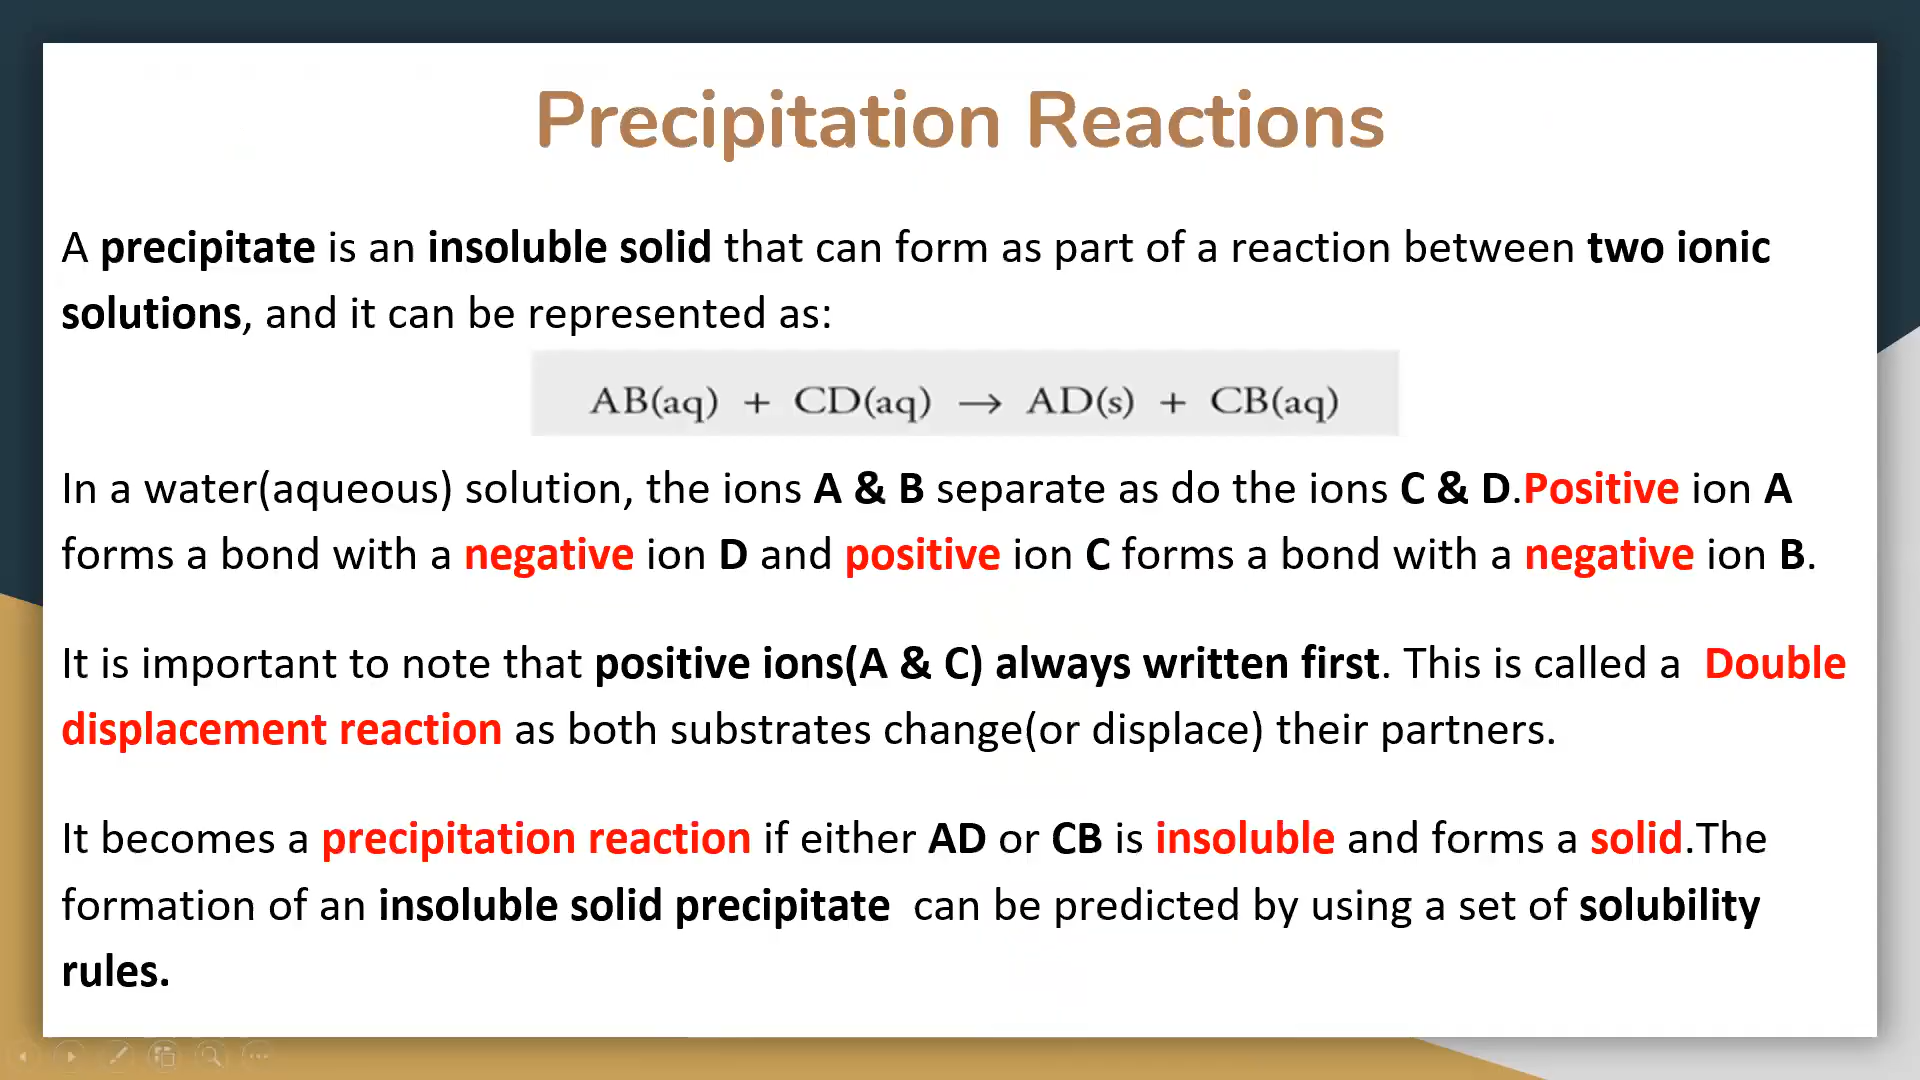 Precipitation Reactions
A precipitate is an insoluble solid that can form as part of a reaction between two ionic
solutions, and it can be represented as:
AB(aq) + CD(aq) → AD(s) + CB(aq)
In a water(aqueous) solution, the ions A & B separate as do the ions C & D.Positive ion A
forms a bond with a negative ion D and positive ion C forms a bond with a negative ion B.
It is important to note that positive ions(A & C) always written first. This is called a  Double
displacement reaction as both substrates change(or displace) their partners.
It becomes a precipitation reaction if either AD or CB is insoluble and forms a solid.The
formation of an insoluble solid precipitate  can be predicted by using a set of solubility
rules.